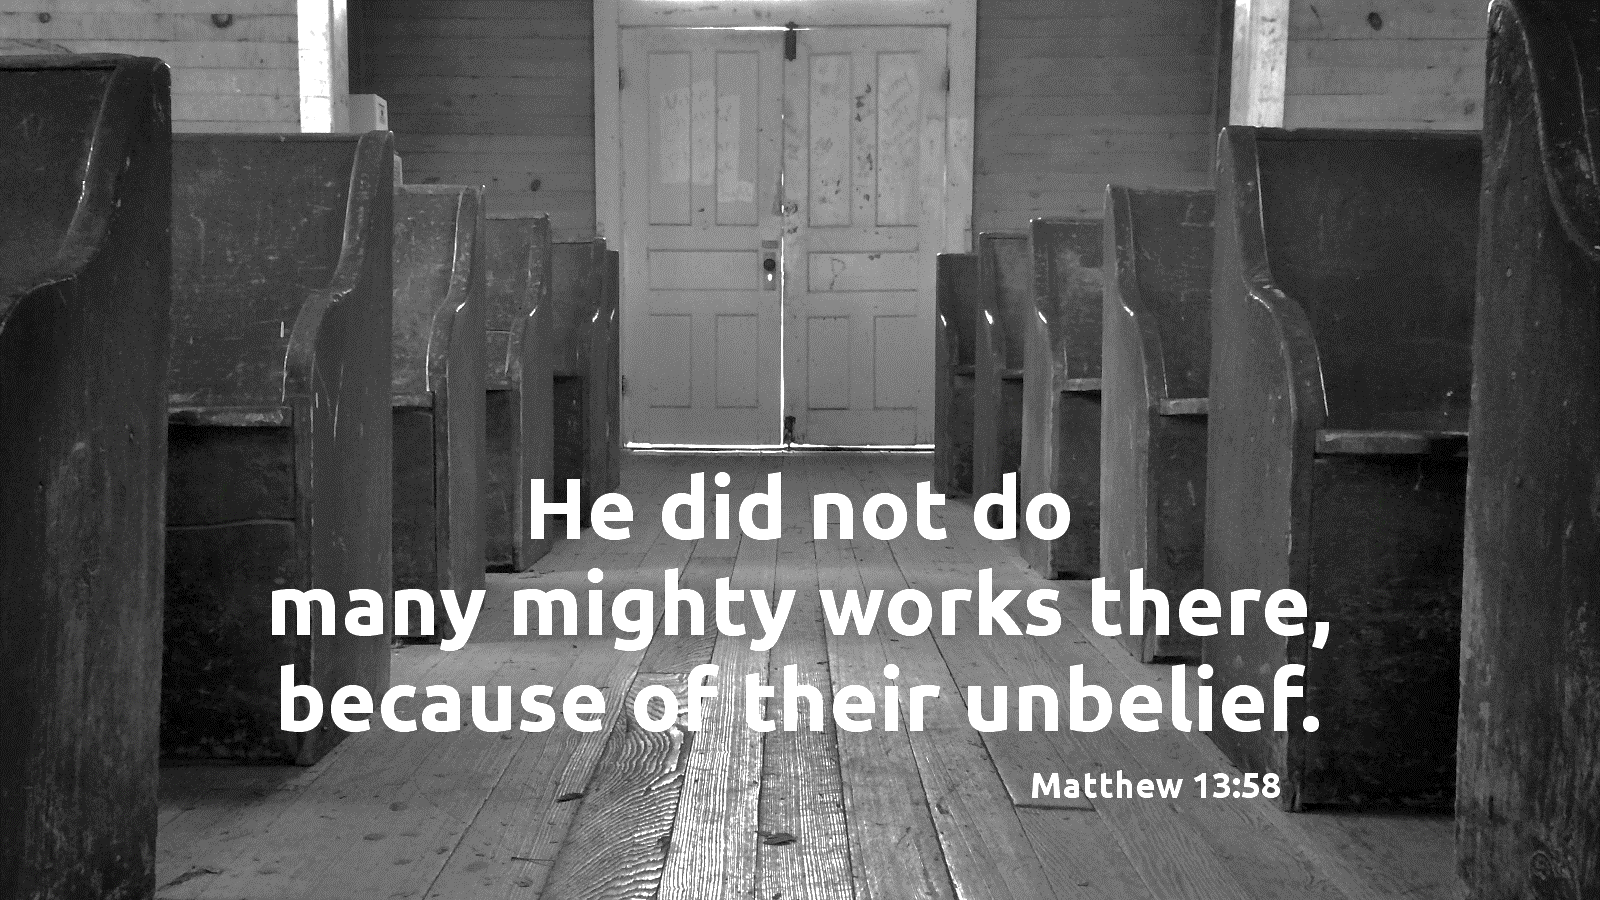 He did not do
many mighty works there,
because of their unbelief.
Matthew 13:58